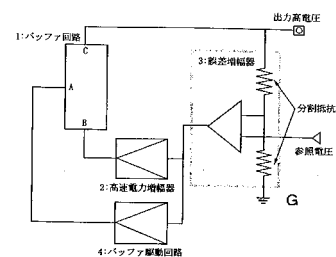 出力高電圧
1:バッファ回路
C
3:誤差増幅器
A
分割抵抗
B
参照電圧
2:高速電力増幅器
G
4:バッファ駆動回路